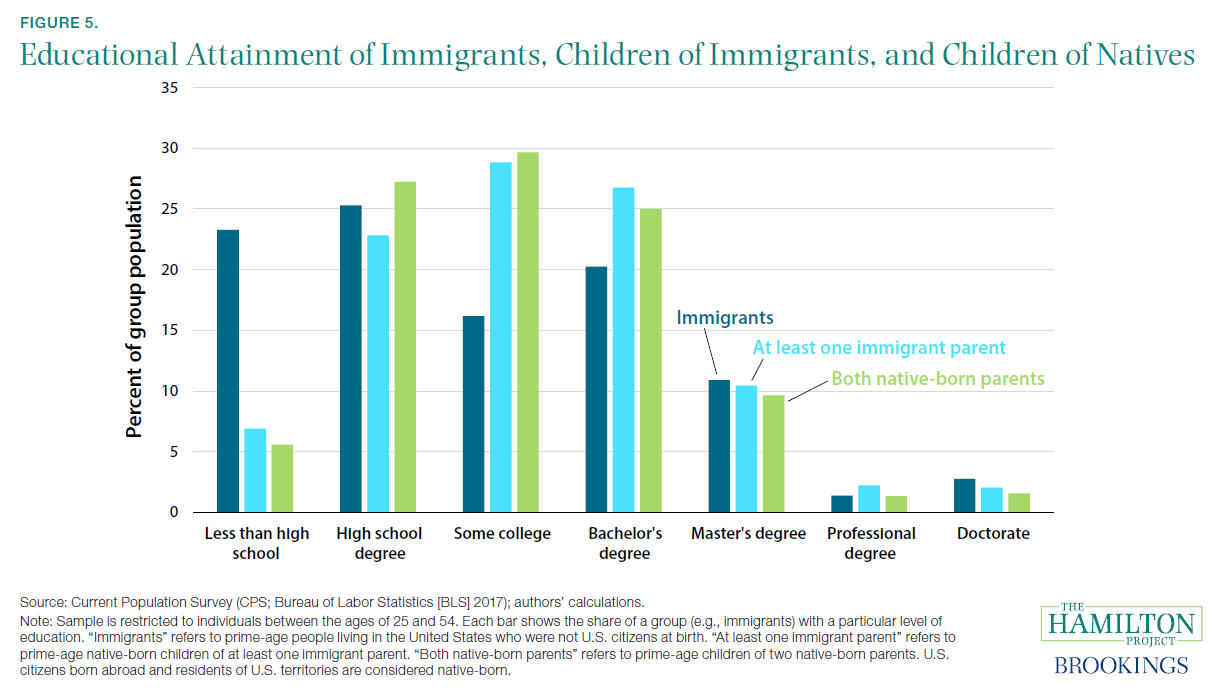 FIGURE 5.
Educational Attainment of Immigrants, Children of Immigrants, and Children of Natives
Percent of group population
35
30
25
20
15
10
5
0
Immigrants
At least one immigrant parent
Both native-born parents
Less than high
school
High school
degree
Some college
Bachelor's
degree
Master's degree
Professional
degree
Doctorate
Source: Current Population Survey (CPS; Bureau of Labor Statistics [BLS] 2017); authors’ calculations.
Note: Sample is restricted to individuals between the ages of 25 and 54. Each bar shows the share of a group (e.g., immigrants) with a particular level of
education. “Immigrants” refers to prime-age people living in the United States who were not U.S. citizens at birth. “At least one immigrant parent” refers to
prime-age native-born children of at least one immigrant parent. “Both native-born parents” refers to prime-age children of two native-born parents. U.S.
citizens born abroad and residents of U.S. territories are considered native-born.
THE
HAMILTON
PROJECT
BROOKINGS